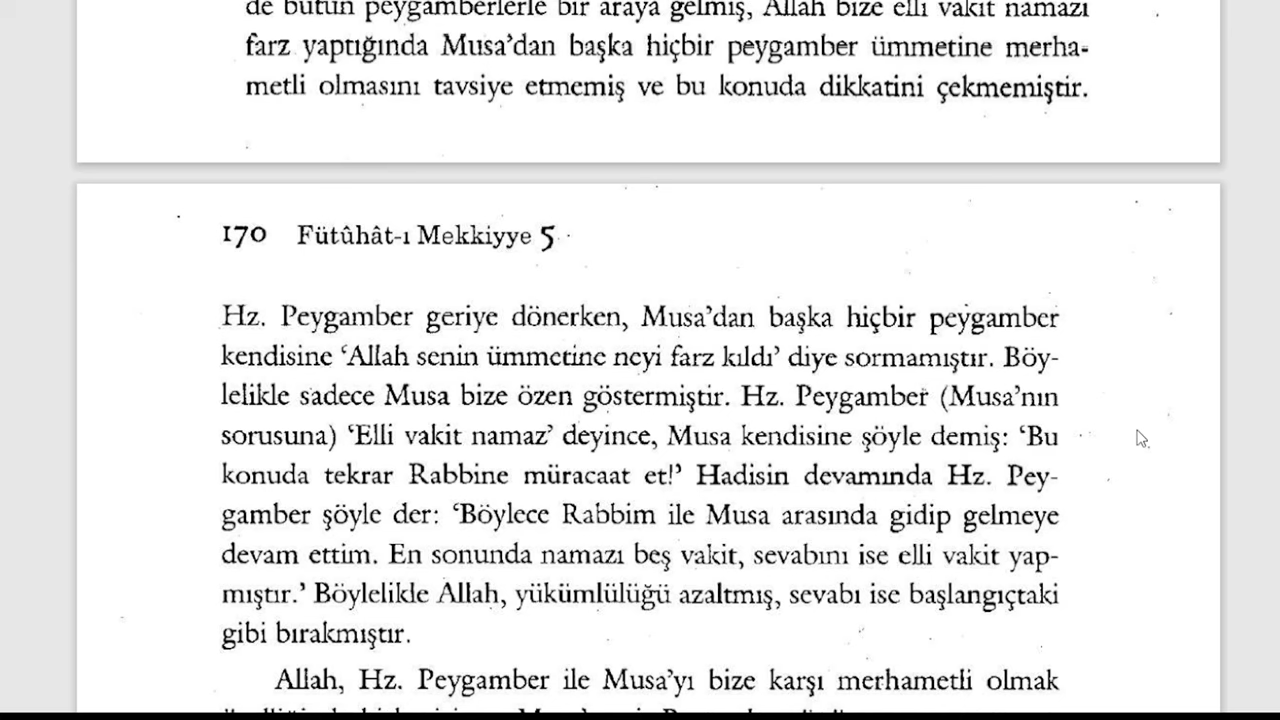 de bütün peygamberlerle bir araya gelmiş, Allah bize elli vakit namazı
farz yaptığında Musa'dan başka hiçbir peygamber ümmetine merha-
metli olmasını tavsiye etmemiş ve bu konuda dikkatini çekmemiştir.
170 Fütûhât-ı Mekkiyye 5
Hz. Peygamber geriye dönerken, Musa'dan başka hiçbir peygamber
kendisine 'Allah senin ümmetine neyi farz kıldı' diye sormamıştır. Böy-
lelikle sadece Musa bize özen göstermiştir. Hz. Peygamber (Musa'nın
sorusuna) 'Elli vakit namaz' deyince, Musa kendisine şöyle demiş: 'Bu
konuda tekrar Rabbine müracaat et!' Hadisin devamında Hz. Pey-
gamber şöyle der: 'Böylece Rabbim ile Musa arasında gidip gelmeye
devam ettim. En sonunda namazı beş vakit, sevabını ise elli vakit yap-
mıştır.' Böylelikle Allah, yükümlülüğü azaltmış, sevabı ise başlangıçtaki
gibi bırakmıştır.
Allah, Hz. Peygamber ile Musa'yı bize karşı merhametli olmak